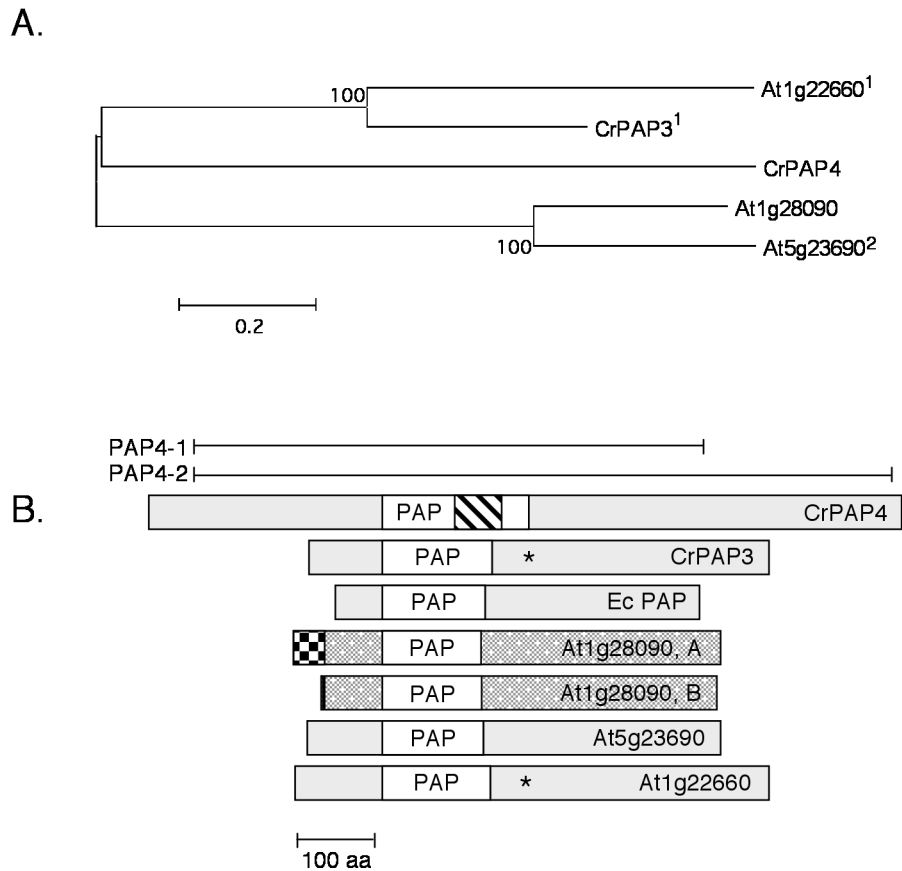 A.
100
At1g22660¹
CrPAP3¹
CrPAP4
At1g28090
100
At5g23690²
0.2
PAP4-1
PAP4-2
B.
PAP CrPAP4
PAP * CrPAP3
PAP Ec PAP
PAP At1g28090, A
PAP At1g28090, B
PAP At5g23690
PAP * At1g22660
100 aa